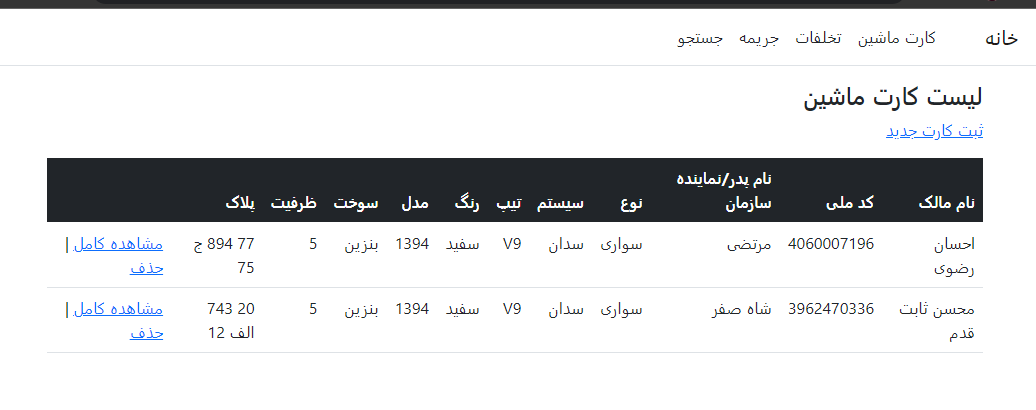 خانه کارت ماشین تخلفات جریمه جستجو
لیست کارت ماشین
ثبت کارت جدید
نام مالک کد ملی نام پدر/نماینده سازمان نوع سیستم تیپ رنگ مدل سوخت ظرفیت پلاک
احسان رضوی 4060007196 مرتضی سواری سدان V9 سفید 1394 بنزین 5 77 894 ج 75 مشاهده کامل | حذف
محسن ثابت قدم 3962470336 شاه صفر سواری سدان V9 سفید 1394 بنزین 5 20 743 الف 12 مشاهده کامل | حذف